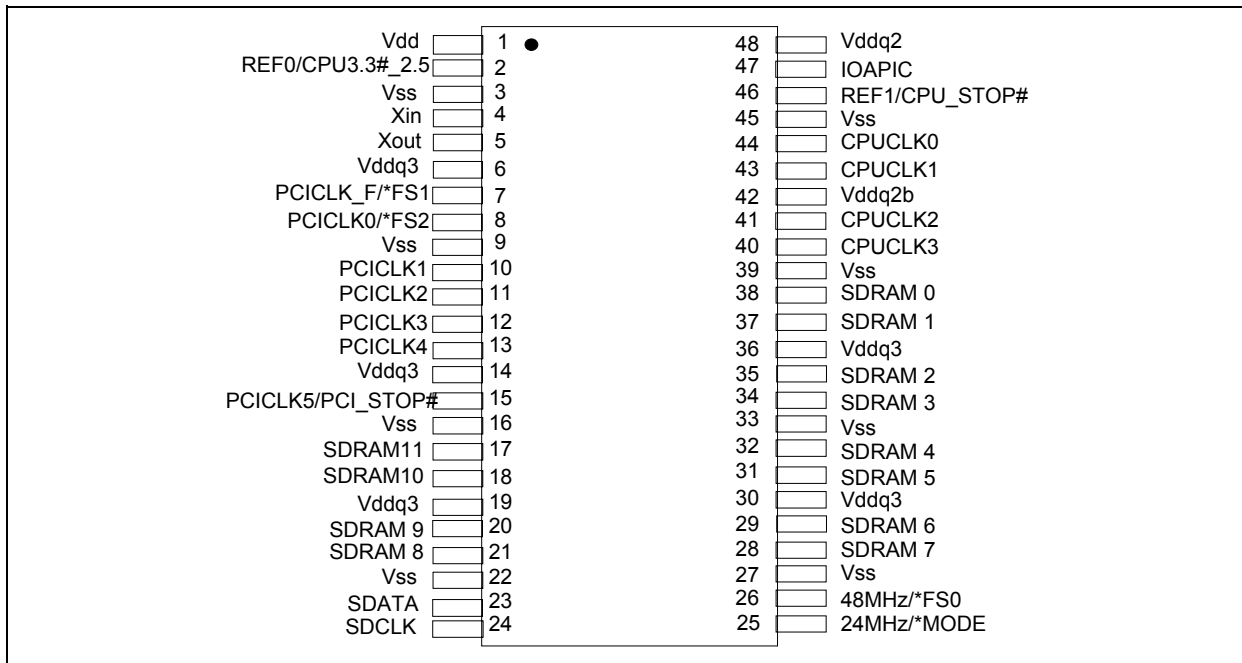 Vdd 1 48 Vddq2
REF0/CPU3.3#_2.5 2 47 IOAPIC
Vss 3 46 REF1/CPU_STOP#
Xin 4 45 Vss
Xout 5 44 CPUCLK0
Vddq3 6 43 CPUCLK1
PCICLK_F/*FS1 7 42 Vddq2b
PCICLK0/*FS2 8 41 CPUCLK2
Vss 9 40 CPUCLK3
PCICLK1 10 39 Vss
PCICLK2 11 38 SDRAM 0
PCICLK3 12 37 SDRAM 1
PCICLK4 13 36 Vddq3
Vddq3 14 35 SDRAM 2
PCICLK5/PCI_STOP# 15 34 SDRAM 3
Vss 16 33 Vss
SDRAM11 17 32 SDRAM 4
SDRAM10 18 31 SDRAM 5
Vddq3 19 30 Vddq3
SDRAM 9 20 29 SDRAM 6
SDRAM 8 21 28 SDRAM 7
Vss 22 27 Vss
SDATA 23 26 48MHz/*FS0
SDCLK 24 25 24MHz/*MODE